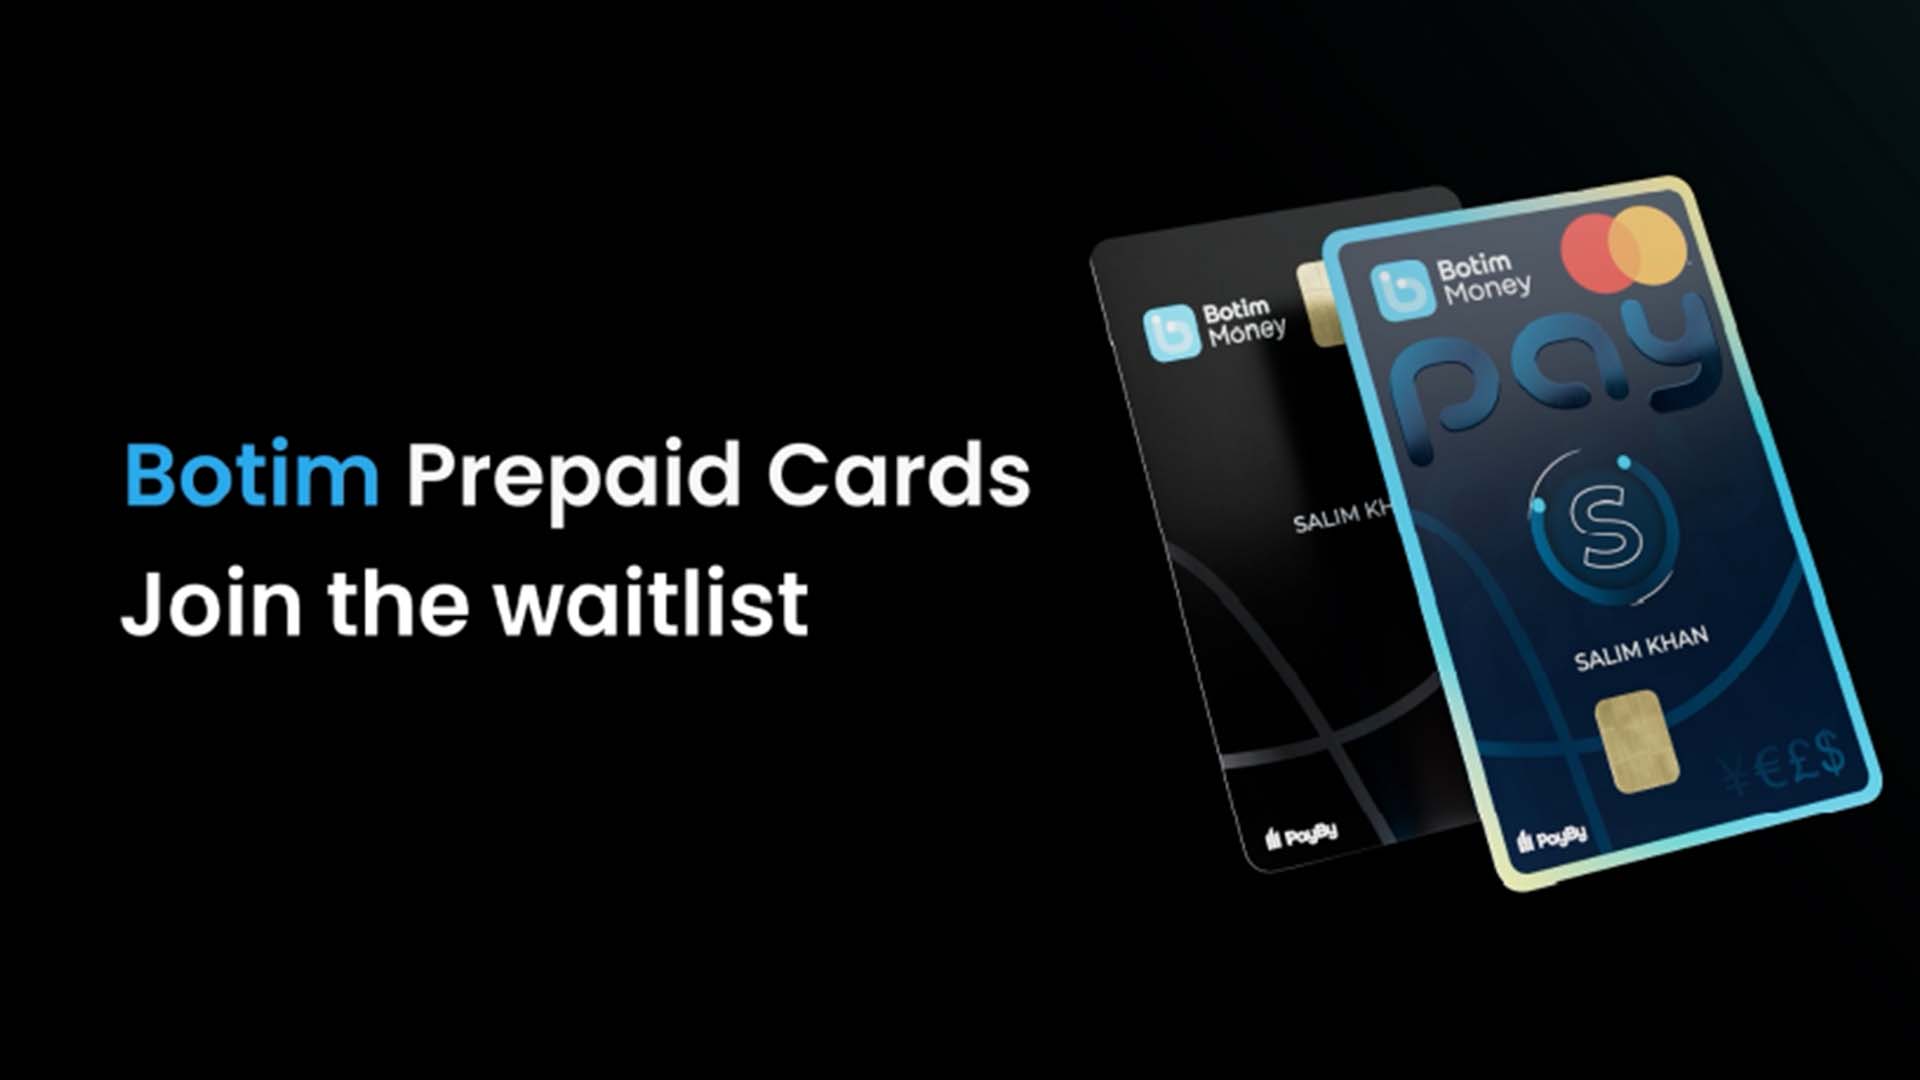 Botim Prepaid Cards
Join the waitlist
Botim
Money
SALIM KH
PayBy
Botim
Money
pay
S
SALIM KHAN
¥€£$
PayBy